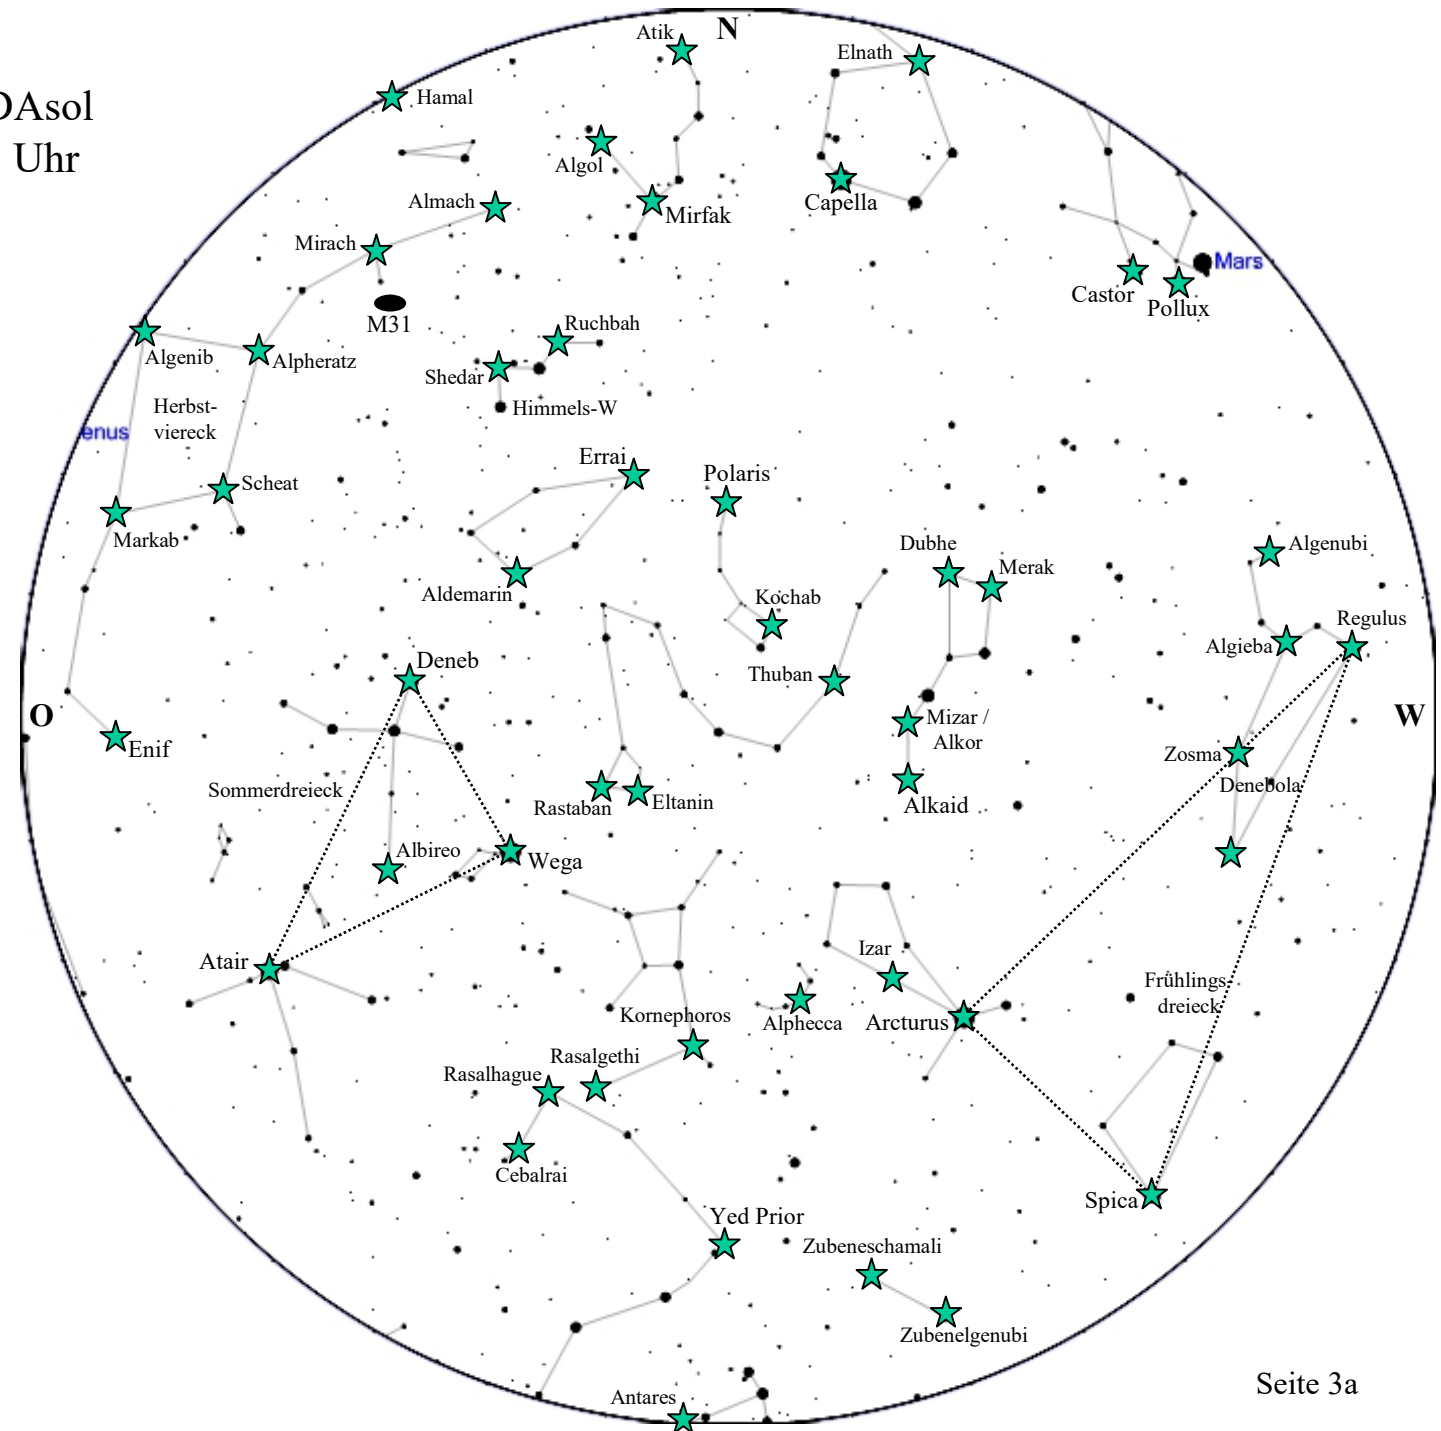 N
Atik
Elnath
DAsol
Uhr
Hamal
Algol
Capella
Almach
Mirfak
Mirach
Mars
Castor
Pollux
M31
Ruchbah
Algenib
Alpheratz
Shedar
Himmels-W
Herbst-
viereck
enus
Errai
Polaris
Scheat
Markab
Dubhe
Merak
Algenubi
Aldemarin
Kochab
Regulus
Algieba
Deneb
Thuban
O
W
Mizar /
Alkor
Enif
Zosma
Denebola
Sommerdreieck
Rastaban
Eltanin
Alkaid
Albireo
Wega
Atair
Izar
Frühlings-
dreieck
Kornephoros
Alphecca
Arcturus
Rasalgethi
Rasalhague
Cebalrai
Spica
Yed Prior
Zubeneschamali
Zubenelgenubi
Antares
Seite 3a